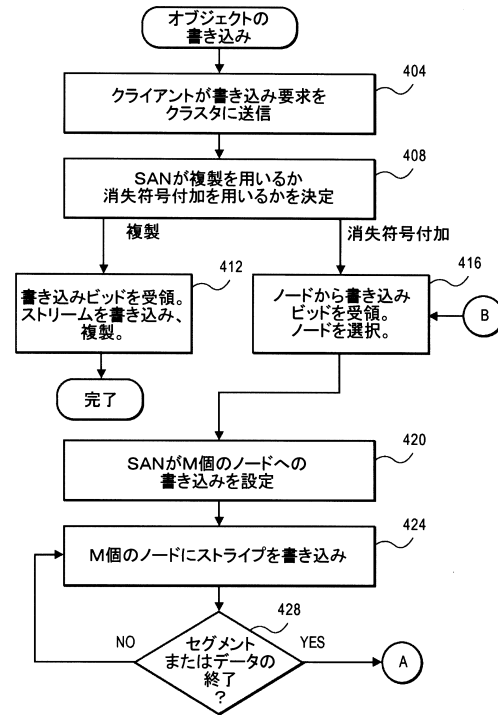 オブジェクトの
書き込み
404
クライアントが書き込み要求を
クラスタに送信
408
SANが複製を用いるか
消失符号付加を用いるかを決定
複製
消失符号付加
412
書き込みビッドを受領。
ストリームを書き込み、
複製。
416
ノードから書き込み
ビッドを受領。
ノードを選択。
B
完了
420
SANがM個のノードへの
書き込みを設定
424
M個のノードにストライプを書き込み
428
NO
セグメント
またはデータの
終了
?
YES
A